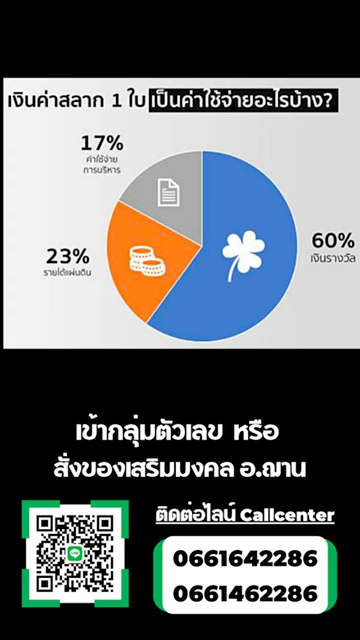 เงินค่าสลาก 1 ใบ เป็นค่าใช้จ่ายอะไรบ้าง?
17%
ค่าใช้จ่าย
การบริหาร
60%
เงินรางวัล
23%
รายได้แผ่นดิน
เข้ากลุ่มตัวเลข หรือ
สั่งของเสริมมงคล อ.ฌาน
ติดต่อไลน์ Callcenter
0661642286
0661462286